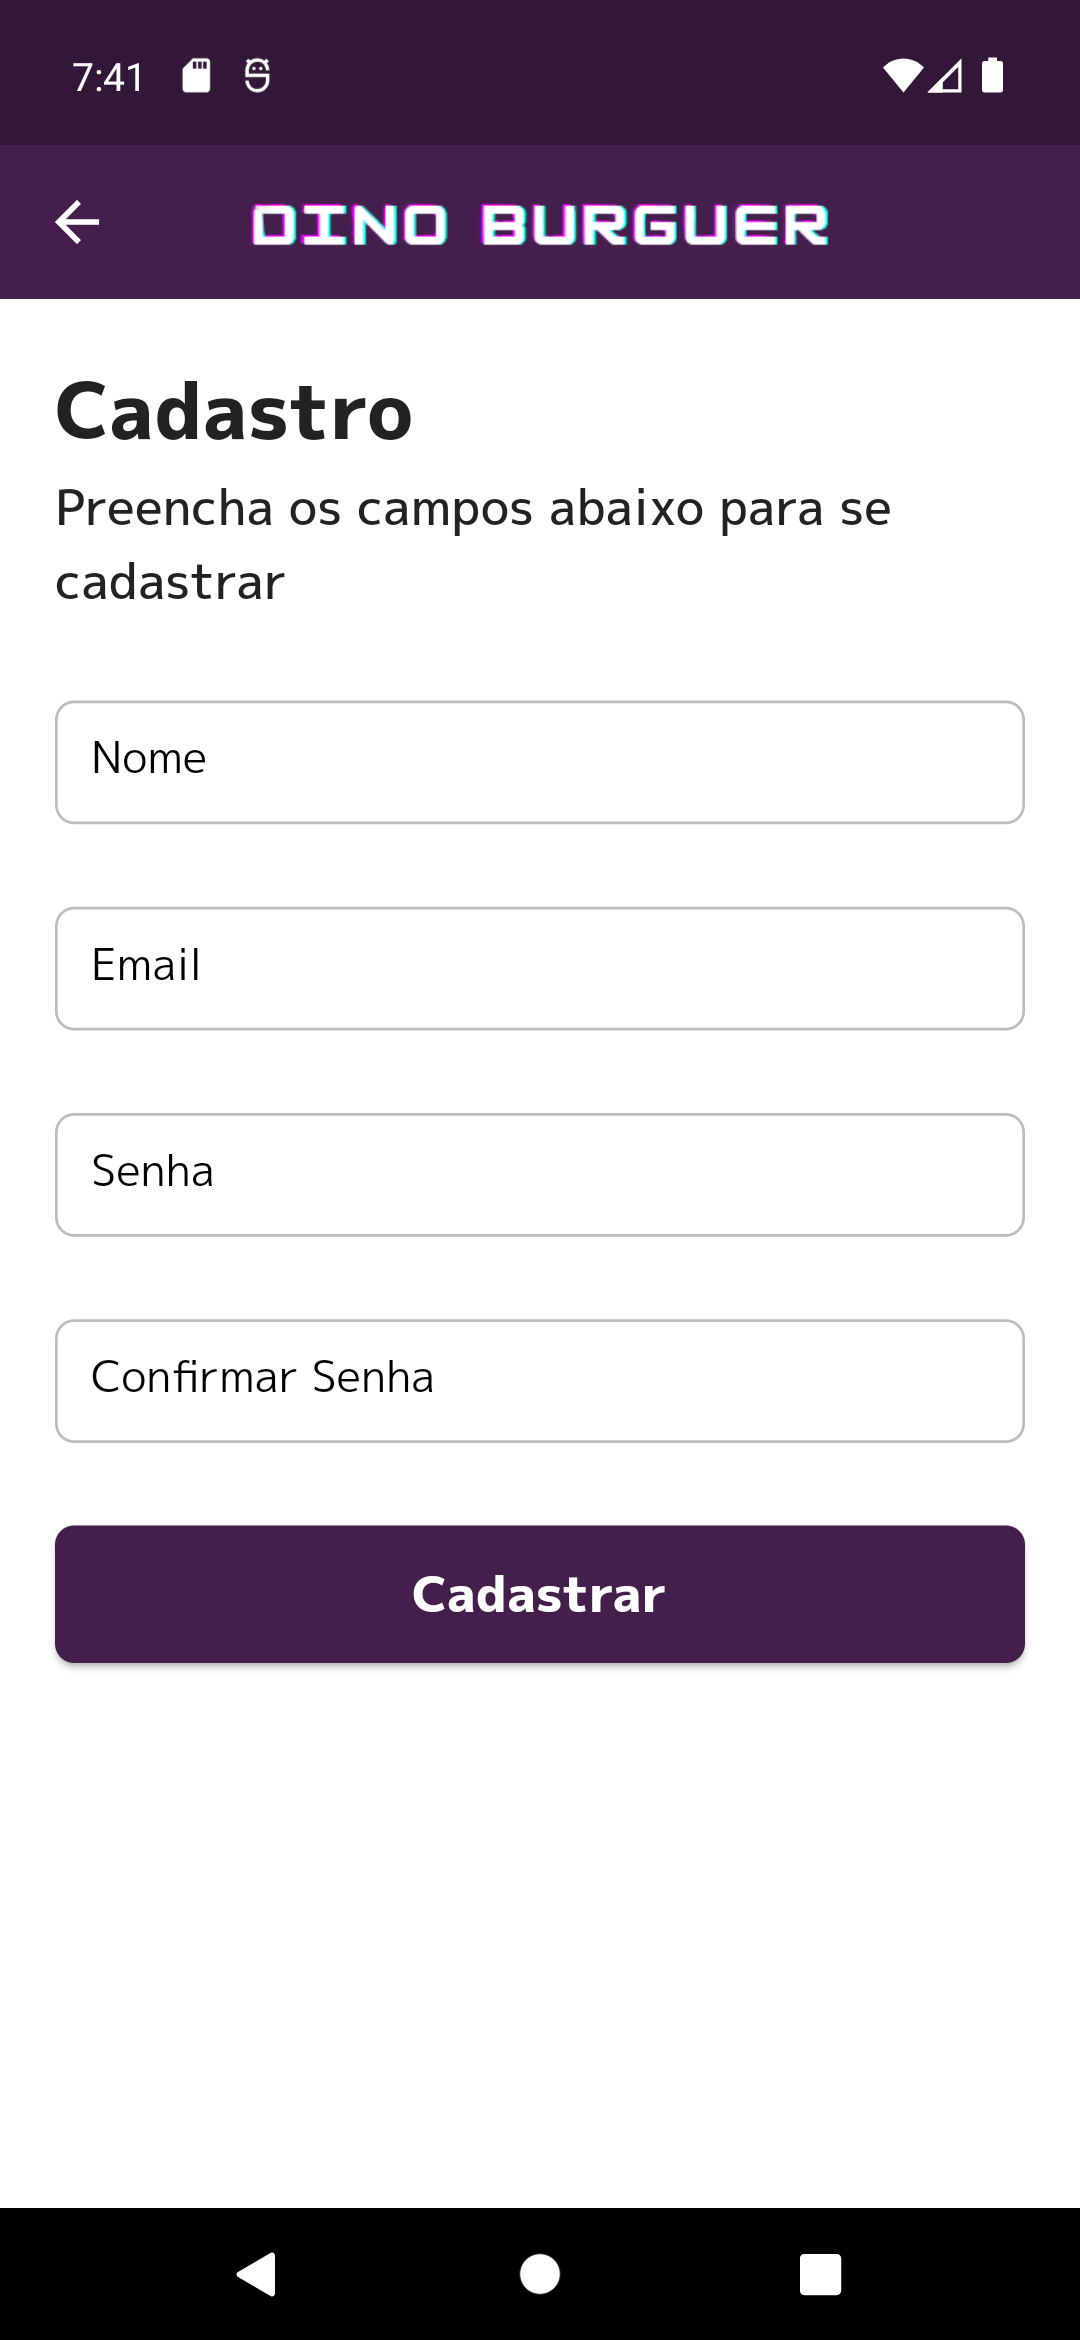 7:41
DINO BURGUER
Cadastro
Preencha os campos abaixo para se
cadastrar
Nome
Email
Senha
Confirmar Senha
Cadastrar